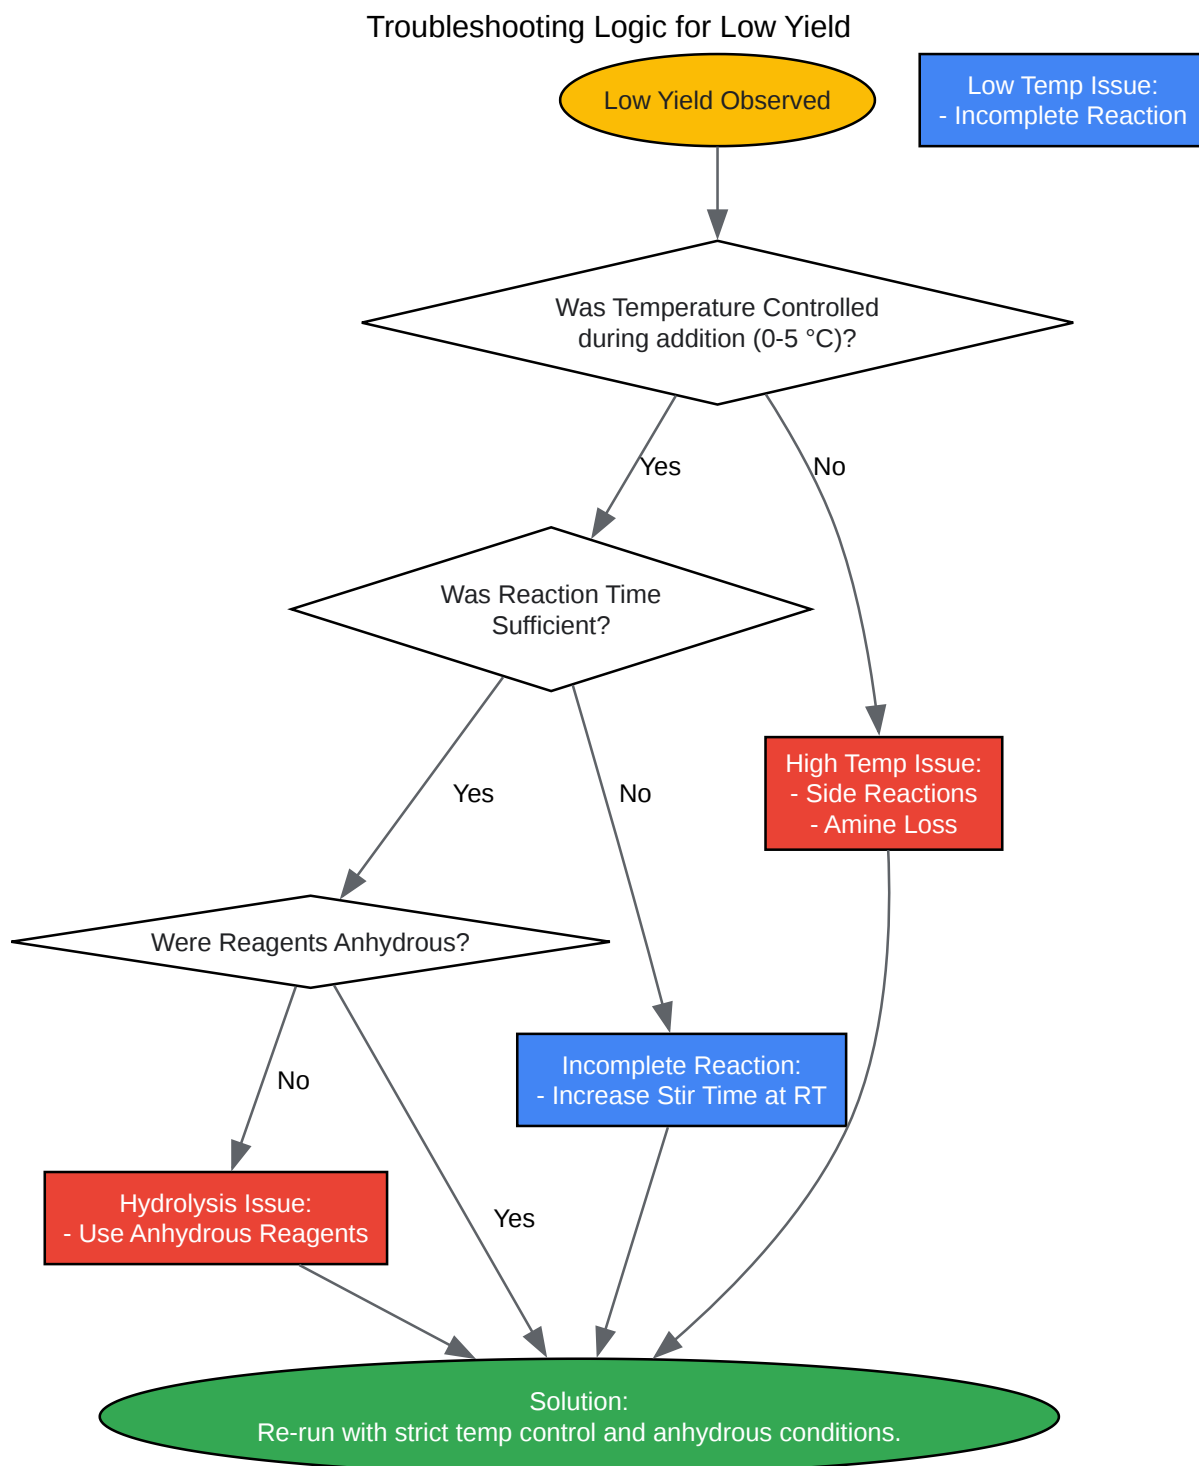 Troubleshooting Logic for Low Yield
Low Yield Observed
Low Temp Issue:
- Incomplete Reaction
Was Temperature Controlled
during addition (0-5 °C)?
Yes
No
Was Reaction Time
Sufficient?
High Temp Issue:
- Side Reactions
- Amine Loss
Yes
No
Were Reagents Anhydrous?
Incomplete Reaction:
- Increase Stir Time at RT
No
Hydrolysis Issue:
- Use Anhydrous Reagents
Yes
Solution:
Re-run with strict temp control and anhydrous conditions.